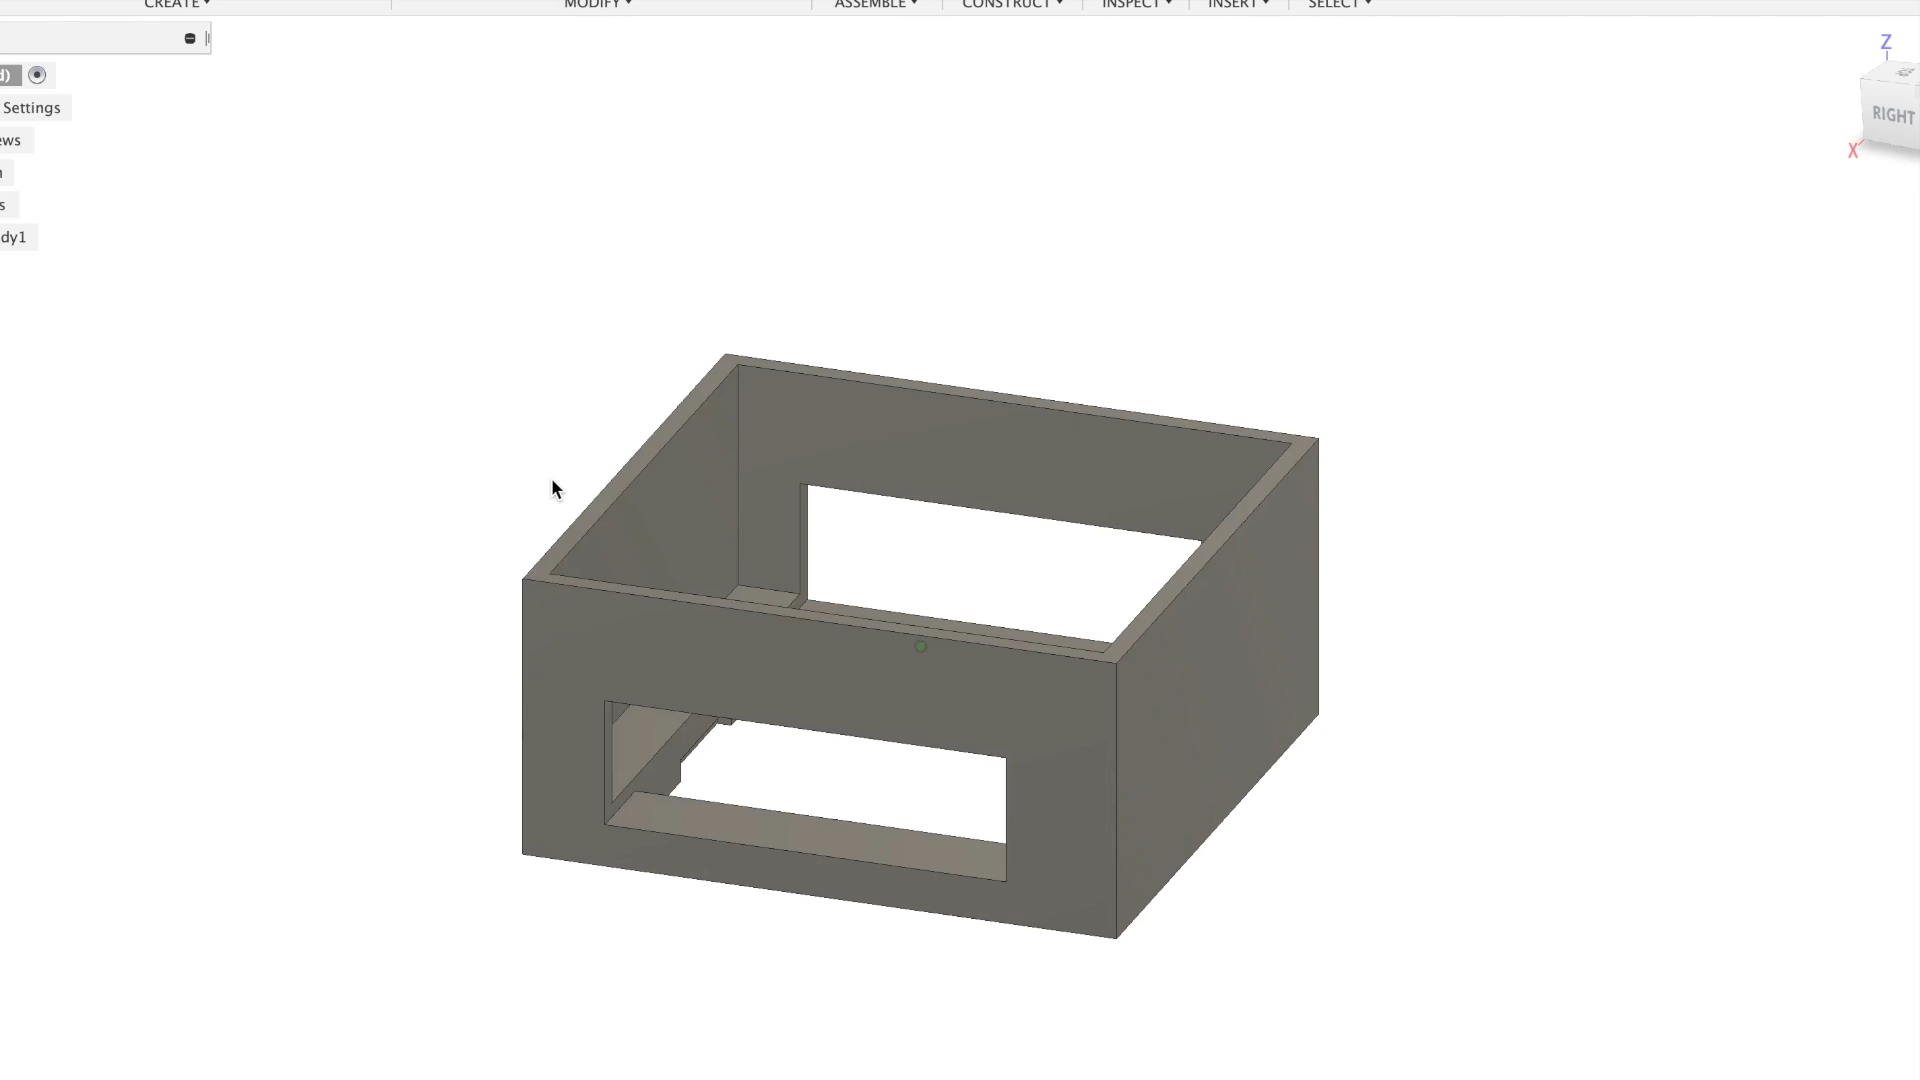 CREATE MODIFY ASSEMBLE CONSTRUCT INSPECT INSERT SELECT
Z
d)
Settings
RIGHT
ews
X
n
s
dy1